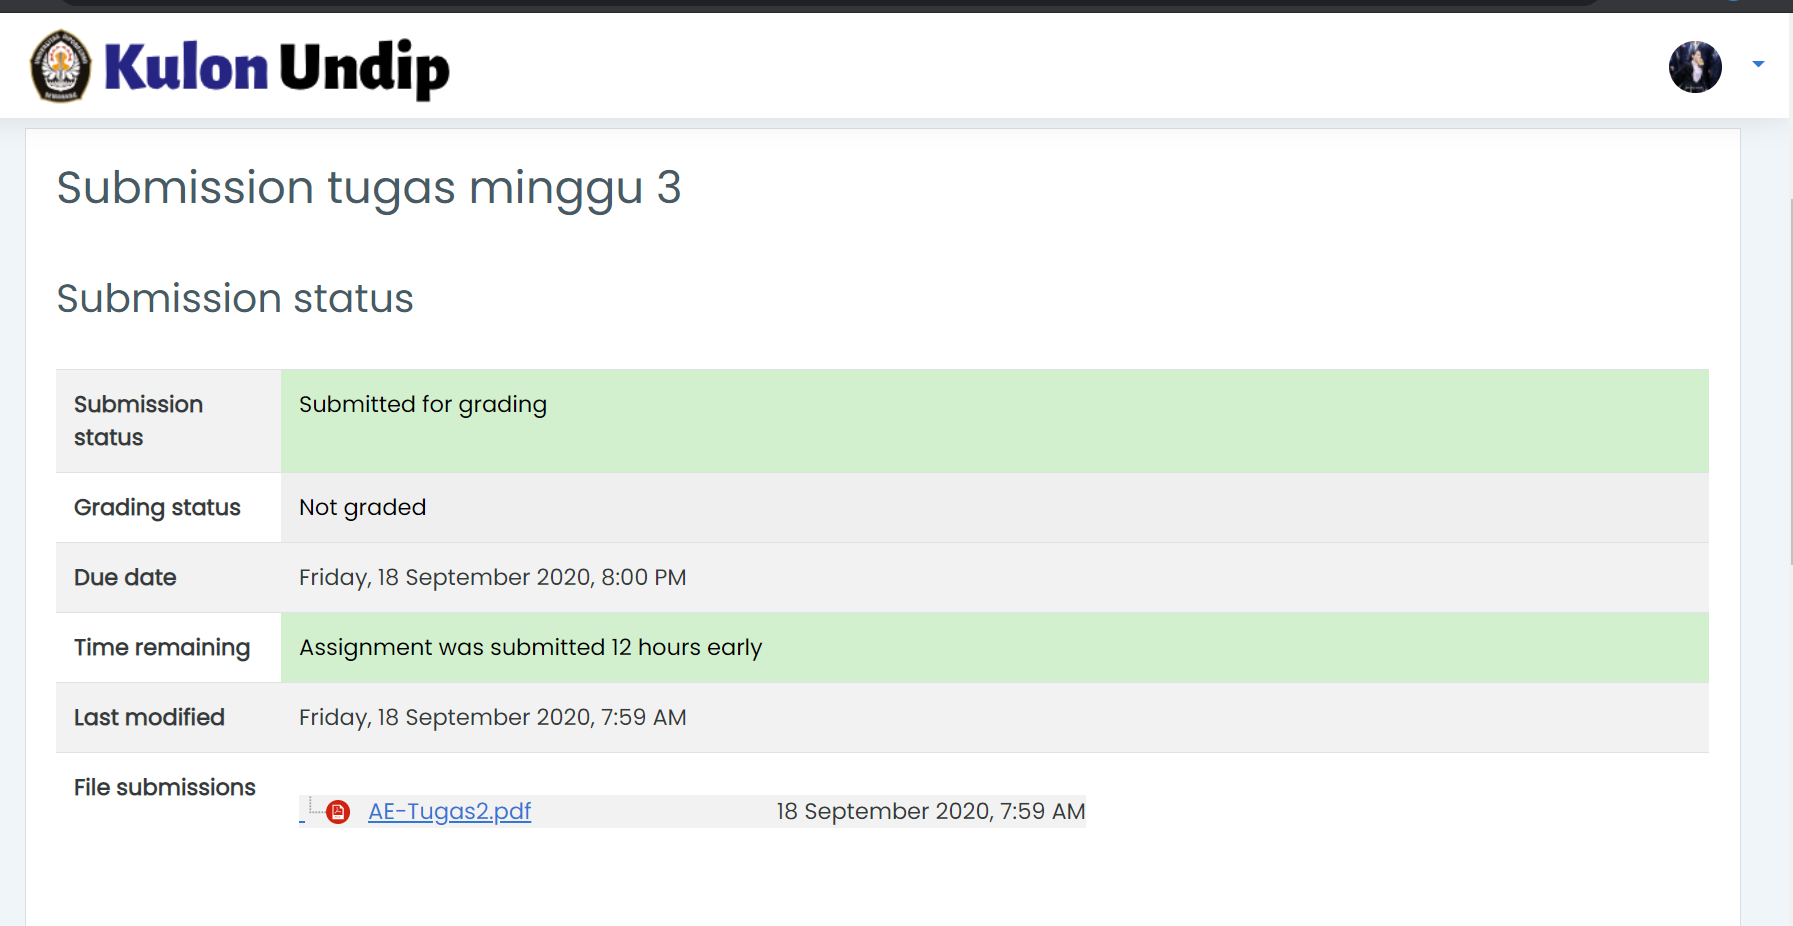 Kulon Undip
Submission tugas minggu 3
Submission status
Submission status
Submitted for grading
Grading status
Not graded
Due date
Friday, 18 September 2020, 8:00 PM
Time remaining
Assignment was submitted 12 hours early
Last modified
Friday, 18 September 2020, 7:59 AM
File submissions
AE-Tugas2.pdf
18 September 2020, 7:59 AM